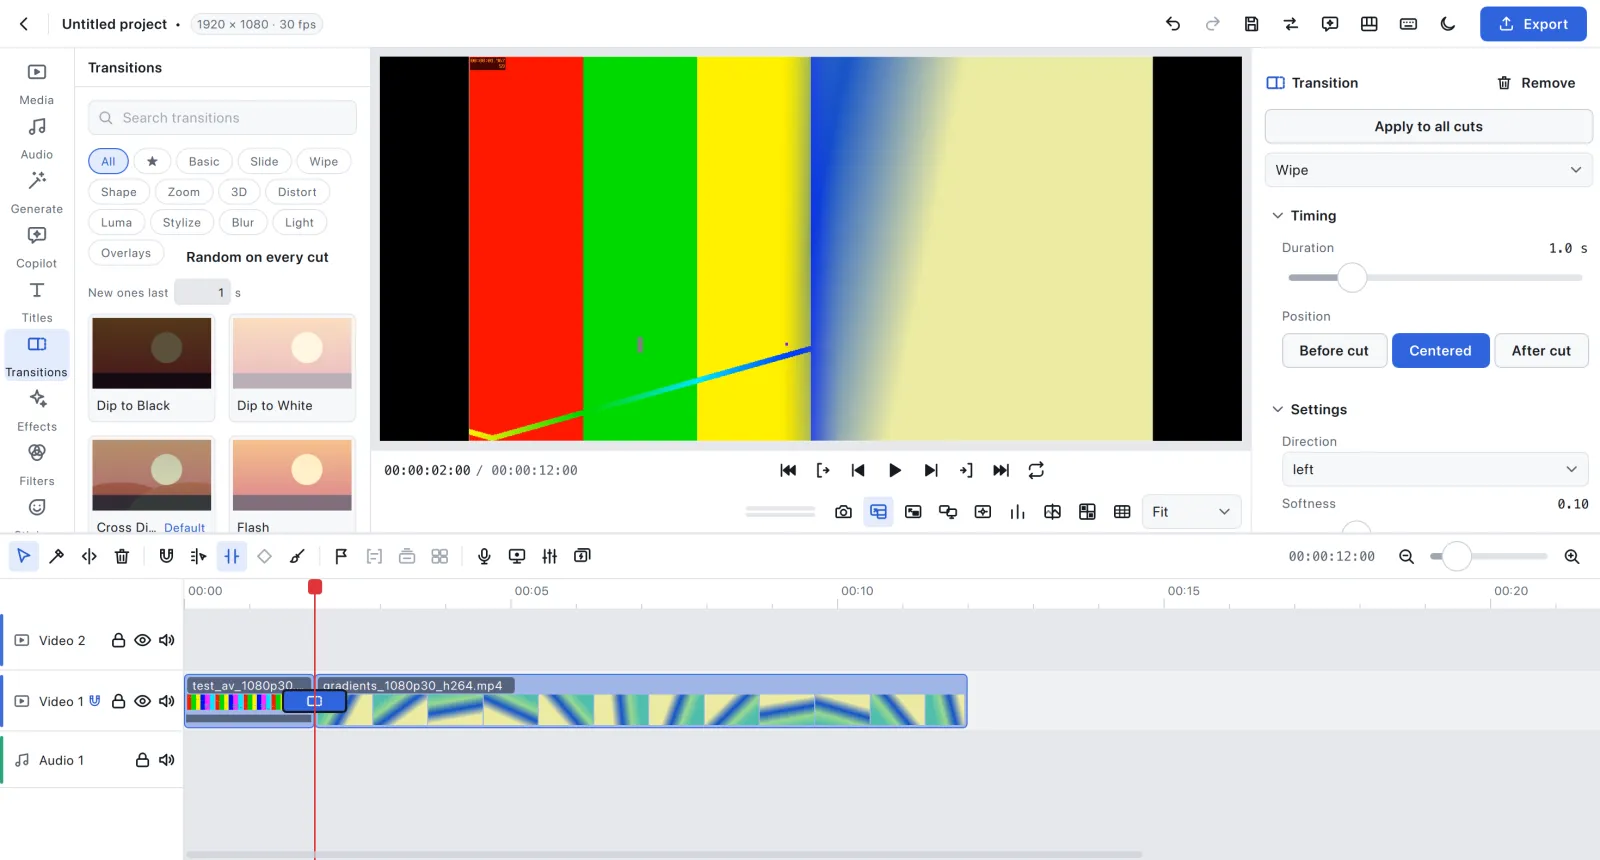 Untitled project •
1920 × 1080 · 30 fps
Export
Media
Audio
Generate
Copilot
Titles
Transitions
Effects
Filters
Transitions
Search transitions
All ★ Basic Slide Wipe
Shape Zoom 3D Distort
Luma Stylize Blur Light
Overlays
Random on every cut
New ones last 1 s
Dip to Black
Dip to White
Cross Di... Default
Flash
00:00:02:00 / 00:00:12:00
Fit
Transition
Remove
Apply to all cuts
Wipe
Timing
Duration 1.0 s
Position
Before cut Centered After cut
Settings
Direction
left
Softness 0.10
00:00:12:00
00:00 00:05 00:10 00:15 00:20
Video 2
Video 1
test_av_1080p30...
gradients_1080p30_h264.mp4
Audio 1